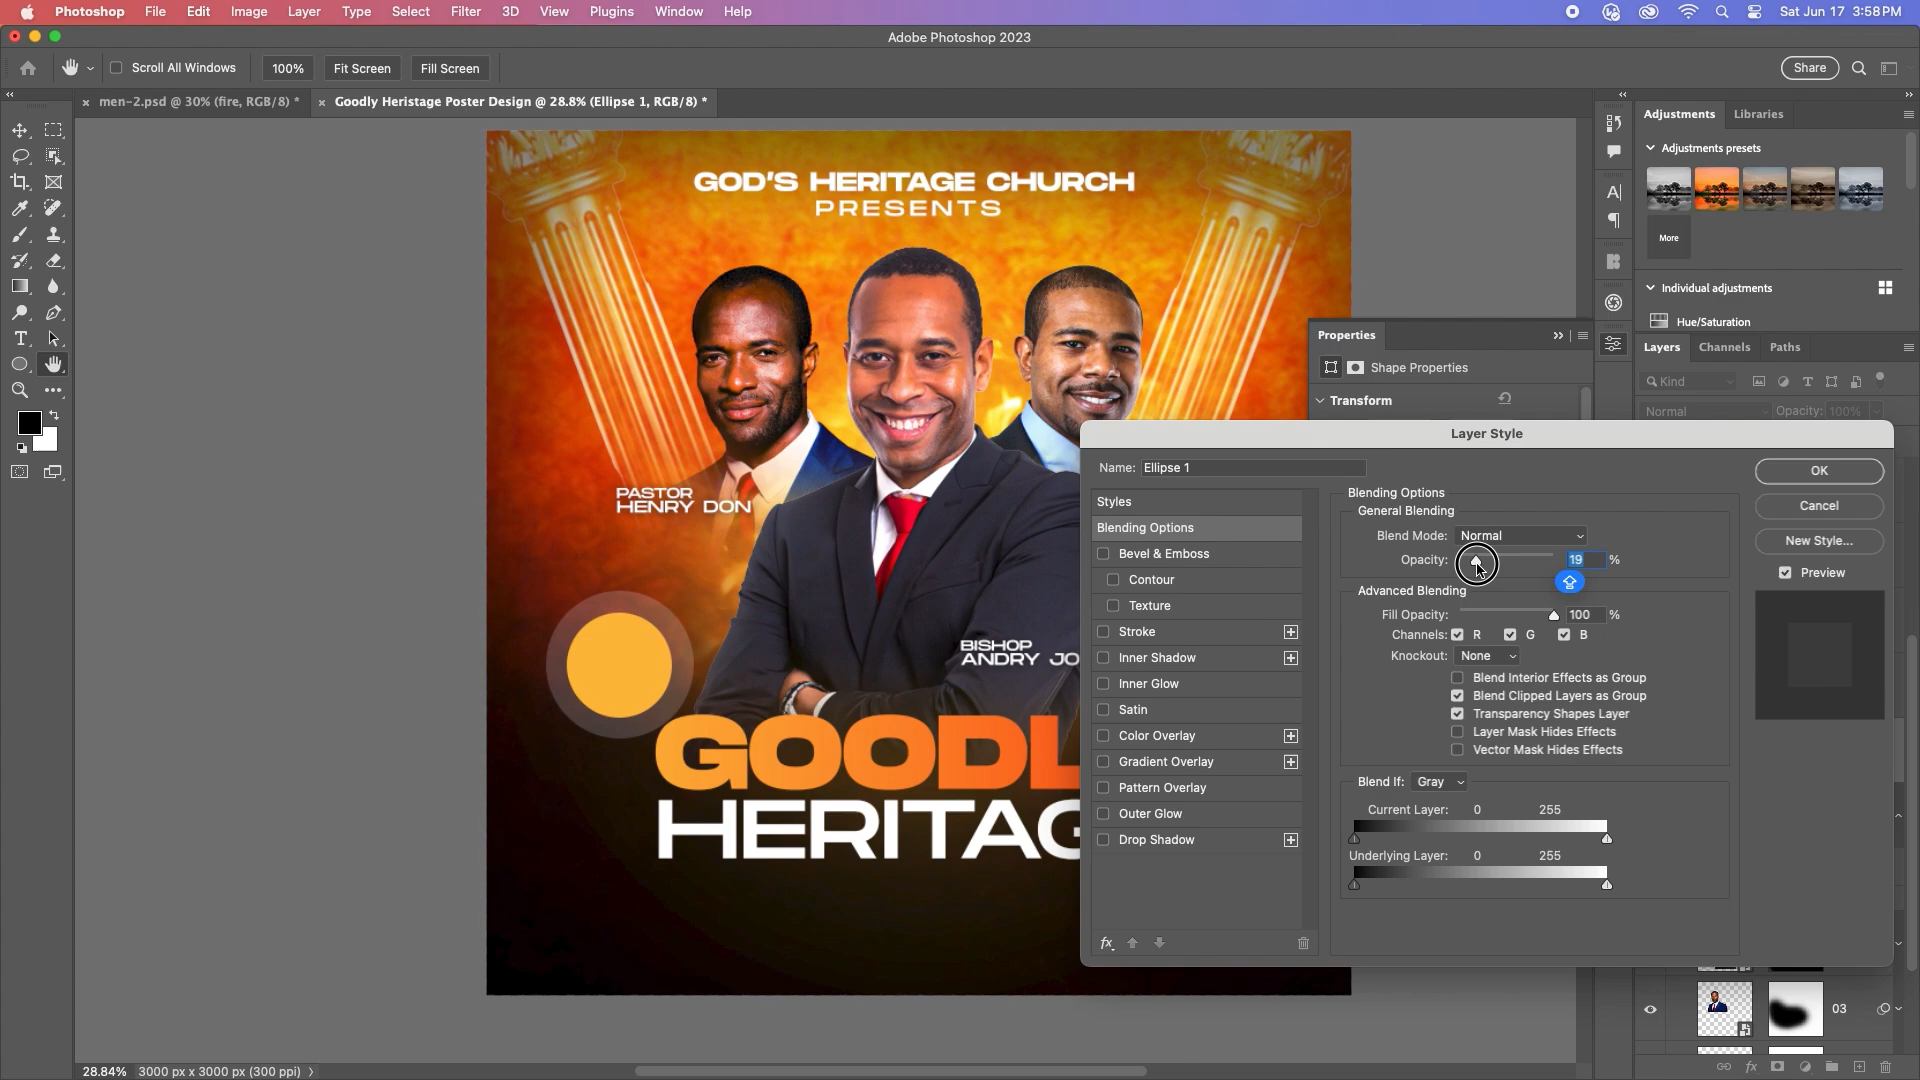 Photoshop File Edit Image Layer Type Select Filter 3D View Plugins Window Help Sat Jun 17 3:58 PM
Adobe Photoshop 2023
Scroll All Windows 100% Fit Screen Fill Screen Share
men-2.psd @ 30% (fire, RGB/8) * Goodly Heristage Poster Design @ 28.8% (Ellipse 1, RGB/8) *
Adjustments Libraries
Adjustments presets
More
Individual adjustments
Hue/Saturation
Layers Channels Paths
Kind
Normal Opacity: 100%
Properties
Shape Properties
Transform
GOD'S HERITAGE CHURCH
PRESENTS
PASTOR
HENRY DON
BISHOP
ANDRY JO
GOODL
HERITAG
Layer Style
Name: Ellipse 1
Styles
Blending Options
Bevel & Emboss
Contour
Texture
Stroke
Inner Shadow
Inner Glow
Satin
Color Overlay
Gradient Overlay
Pattern Overlay
Outer Glow
Drop Shadow
fx
Blending Options
General Blending
Blend Mode: Normal
Opacity: 19 %
Advanced Blending
Fill Opacity: 100 %
Channels: R G B
Knockout: None
Blend Interior Effects as Group
Blend Clipped Layers as Group
Transparency Shapes Layer
Layer Mask Hides Effects
Vector Mask Hides Effects
Blend If: Gray
Current Layer: 0 255
Underlying Layer: 0 255
OK
Cancel
New Style...
Preview
03
fx
28.84% 3000 px x 3000 px (300 ppi)